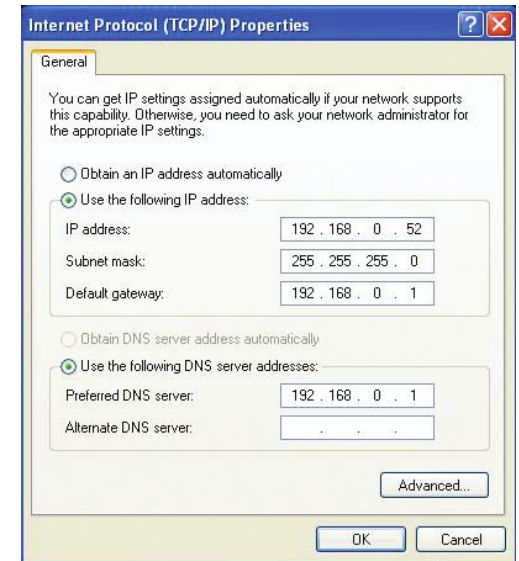 Internet Protocol (TCP/IP) Properties
General
You can get IP settings assigned automatically if your network supports
this capability. Otherwise, you need to ask your network administrator for
the appropriate IP settings.
Obtain an IP address automatically
Use the following IP address:
IP address: 192 . 168 . 0 . 52
Subnet mask: 255 . 255 . 255 . 0
Default gateway: 192 . 168 . 0 . 1
Obtain DNS server address automatically
Use the following DNS server addresses:
Preferred DNS server: 192 . 168 . 0 . 1
Alternate DNS server: . . .
Advanced...
OK Cancel